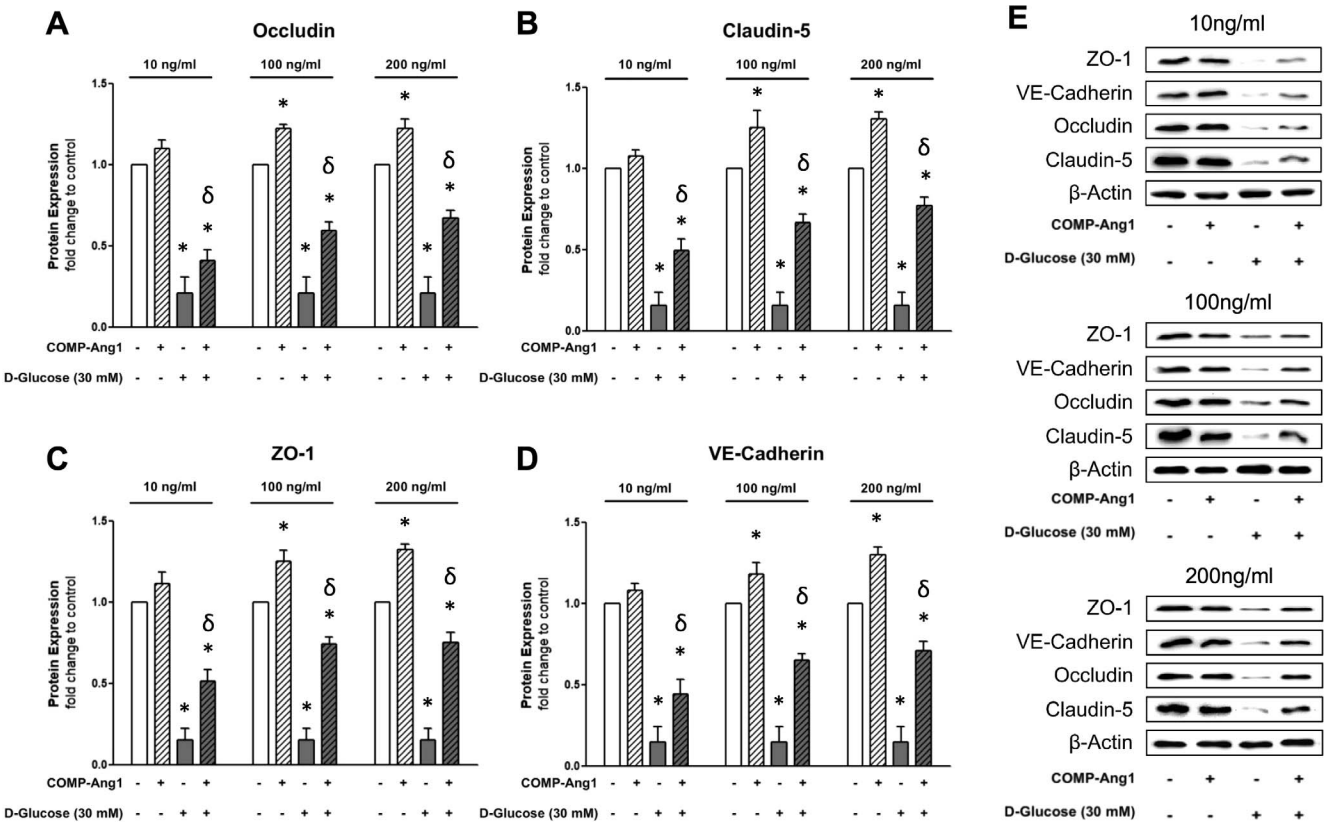 A
Occludin
10 ng/ml 100 ng/ml 200 ng/ml
Protein Expression
fold change to control
1.5
1.0
0.5
0.0
* * δ * * * δ * * * δ *
COMP-Ang1 - + - + - + - + - + - +
D-Glucose (30 mM) - - + + - - + + - - + +
B
Claudin-5
10 ng/ml 100 ng/ml 200 ng/ml
Protein Expression
fold change to control
1.5
1.0
0.5
0.0
* δ * * * δ * * * δ *
COMP-Ang1 - + - + - + - + - + - +
D-Glucose (30 mM) - - + + - - + + - - + +
C
ZO-1
10 ng/ml 100 ng/ml 200 ng/ml
Protein Expression
fold change to control
1.5
1.0
0.5
0.0
* δ * * * δ * * * δ *
COMP-Ang1 - + - + - + - + - + - +
D-Glucose (30 mM) - - + + - - + + - - + +
D
VE-Cadherin
10 ng/ml 100 ng/ml 200 ng/ml
Protein Expression
fold change to control
1.5
1.0
0.5
0.0
* δ * * * δ * * * δ *
COMP-Ang1 - + - + - + - + - + - +
D-Glucose (30 mM) - - + + - - + + - - + +
E
10ng/ml
ZO-1
VE-Cadherin
Occludin
Claudin-5
β-Actin
COMP-Ang1 - + - +
D-Glucose (30 mM) - - + +
100ng/ml
ZO-1
VE-Cadherin
Occludin
Claudin-5
β-Actin
COMP-Ang1 - + - +
D-Glucose (30 mM) - - + +
200ng/ml
ZO-1
VE-Cadherin
Occludin
Claudin-5
β-Actin
COMP-Ang1 - + - +
D-Glucose (30 mM) - - + +